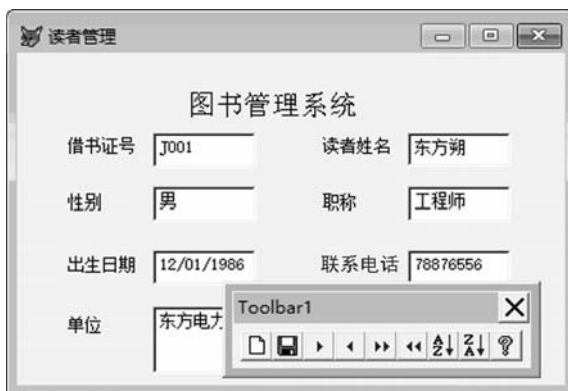 读者管理
图书管理系统
借书证号 J001 读者姓名 东方朔
性别 男 职称 工程师
出生日期 12/01/1986 联系电话 78876556
单位 东方电力
Toolbar1